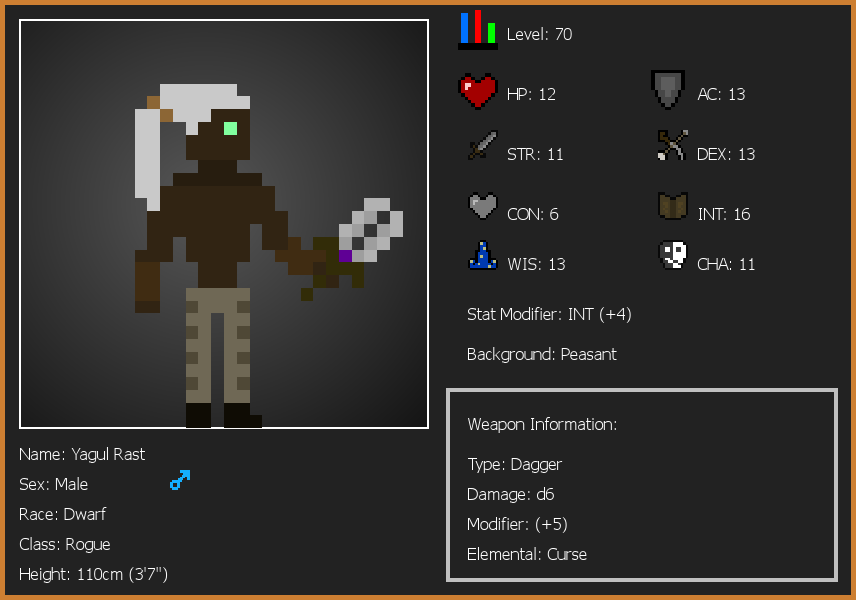 Level: 70
HP: 12
AC: 13
STR: 11
DEX: 13
CON: 6
INT: 16
WIS: 13
CHA: 11
Stat Modifier: INT (+4)
Background: Peasant
Weapon Information:
Type: Dagger
Damage: d6
Modifier: (+5)
Elemental: Curse
Name: Yagul Rast
Sex: Male
Race: Dwarf
Class: Rogue
Height: 110cm (3'7")